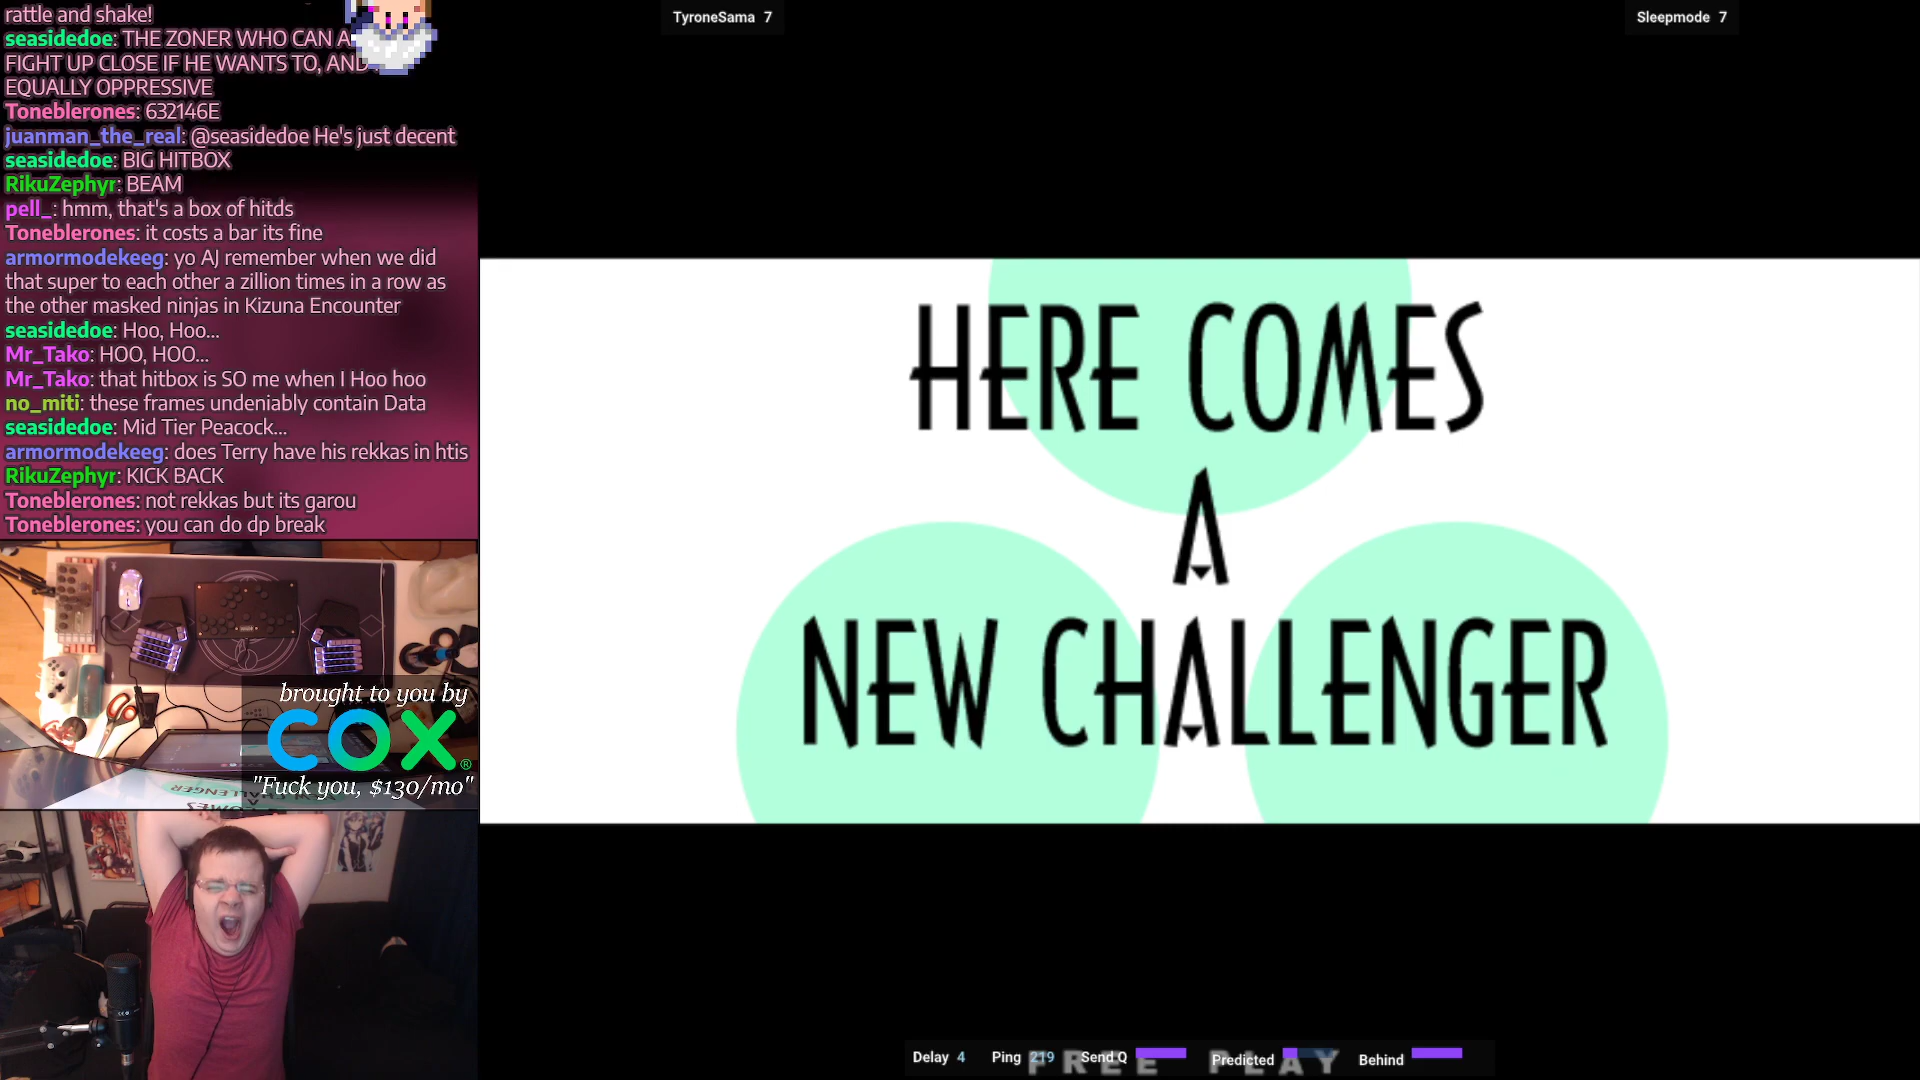 rattle and shake!
seasidedoe: THE ZONER WHO CAN A
FIGHT UP CLOSE IF HE WANTS TO, AND
EQUALLY OPPRESSIVE
Toneblerones: 632146E
juanman_the_real: @seasidedoe He's just decent
seasidedoe: BIG HITBOX
RikuZephyr: BEAM
pell_: hmm, that's a box of hitds
Toneblerones: it costs a bar its fine
armormodekeeg: yo AJ remember when we did
that super to each other a zillion times in a row as
the other masked ninjas in Kizuna Encounter
seasidedoe: Hoo, Hoo...
Mr_Tako: HOO, HOO...
Mr_Tako: that hitbox is SO me when I Hoo hoo
no_miti: these frames undeniably contain Data
seasidedoe: Mid Tier Peacock...
armormodekeeg: does Terry have his rekkas in htis
RikuZephyr: KICK BACK
Toneblerones: not rekkas but its garou
Toneblerones: you can do dp break
brought to you by
COX®
"Fuck you, $130/mo"
TyroneSama 7
Sleepmode 7
HERE COMES
A
NEW CHALLENGER
Delay 4 Ping 219 Send Q Predicted Behind
FREE PLAY